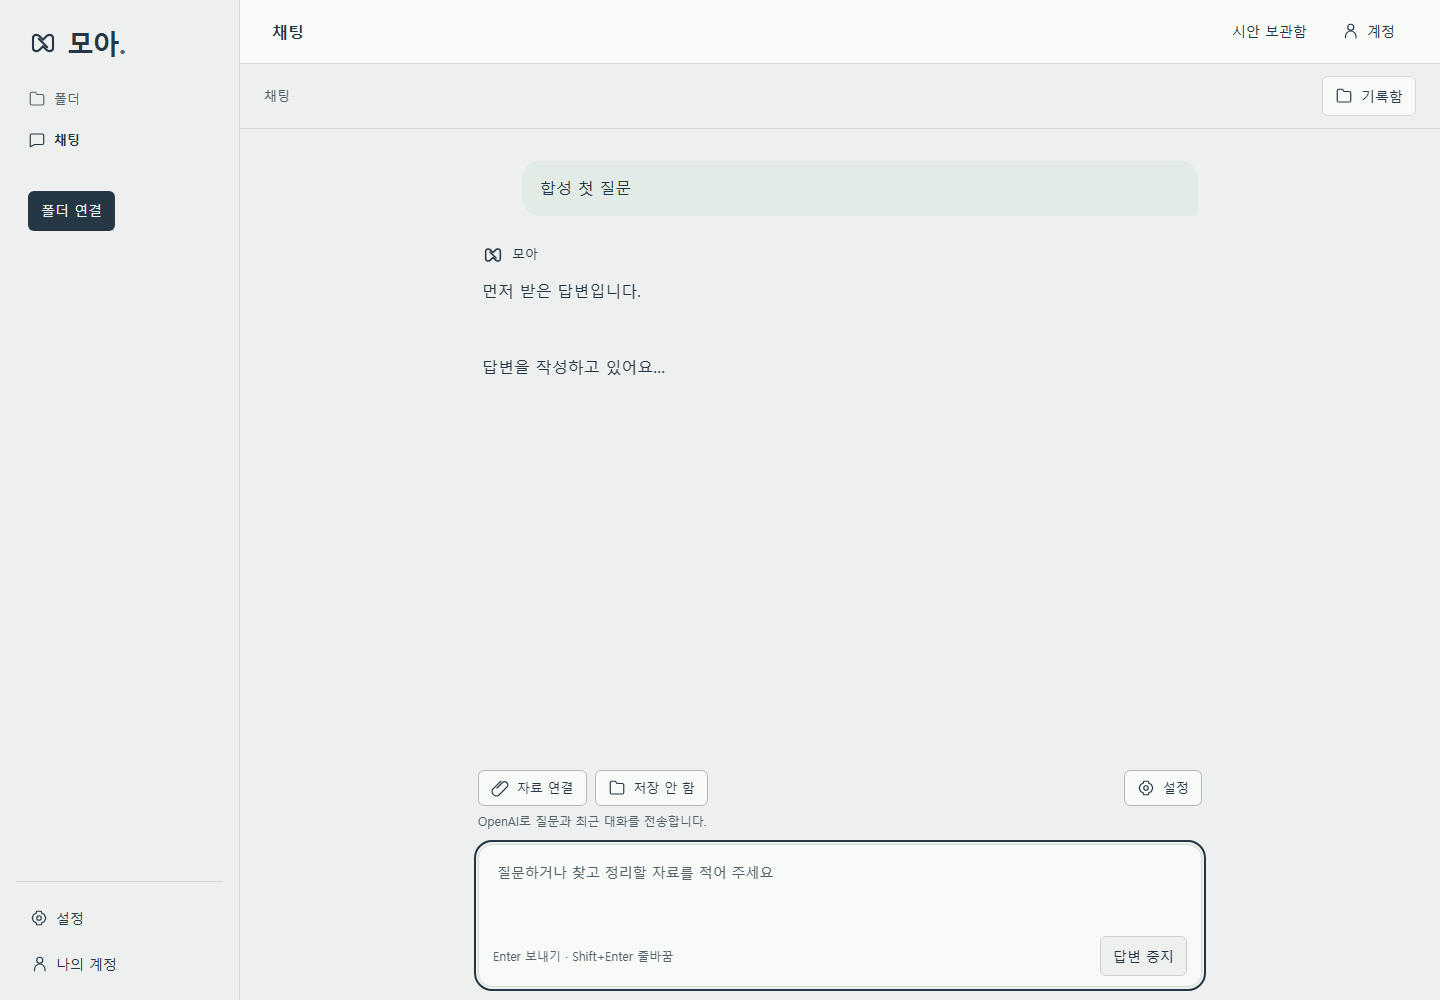 모아.
폴더
채팅
폴더 연결
설정
나의 계정
채팅
시안 보관함
계정
채팅
기록함
합성 첫 질문
모아
먼저 받은 답변입니다.
답변을 작성하고 있어요...
자료 연결
저장 안 함
설정
OpenAI로 질문과 최근 대화를 전송합니다.
질문하거나 찾고 정리할 자료를 적어 주세요
Enter 보내기 · Shift+Enter 줄바꿈
답변 중지